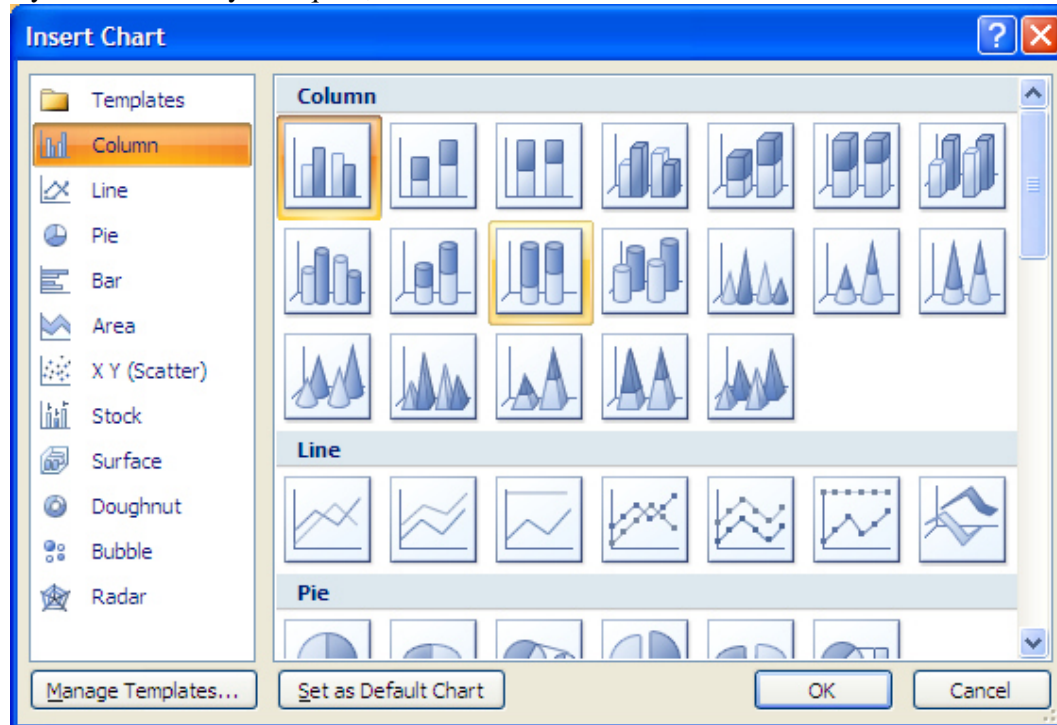 Insert Chart
?
Templates
Column
Line
Pie
Bar
Area
X Y (Scatter)
Stock
Surface
Doughnut
Bubble
Radar
Column
Line
Pie
Manage Templates...
Set as Default Chart
OK
Cancel